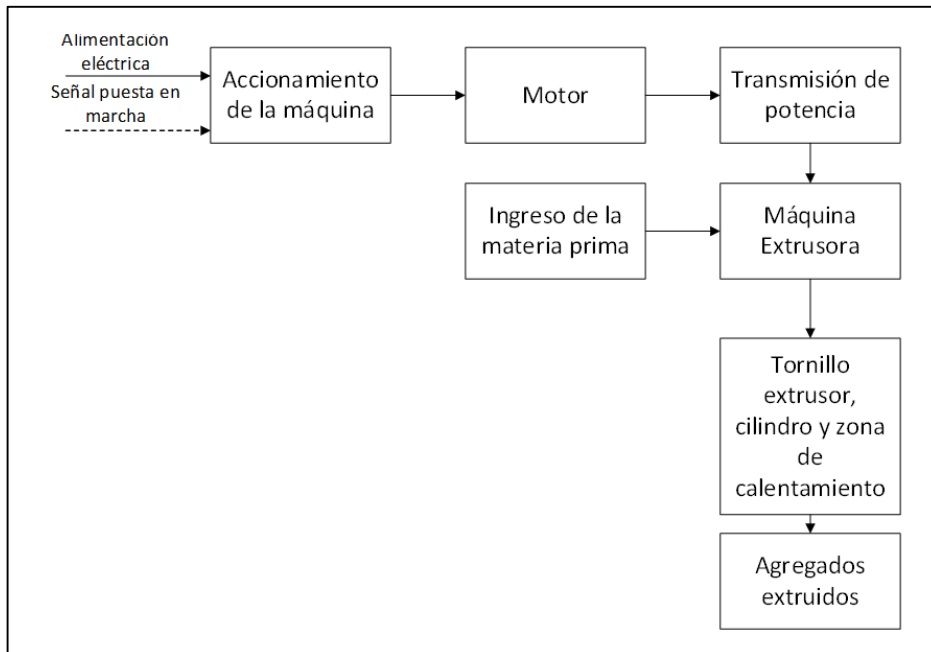 Alimentación
eléctrica
Señal puesta en
marcha
Accionamiento
de la máquina
Motor
Transmisión de
potencia
Ingreso de la
materia prima
Máquina
Extrusora
Tornillo
extrusor,
cilindro y zona
de
calentamiento
Agregados
extruidos